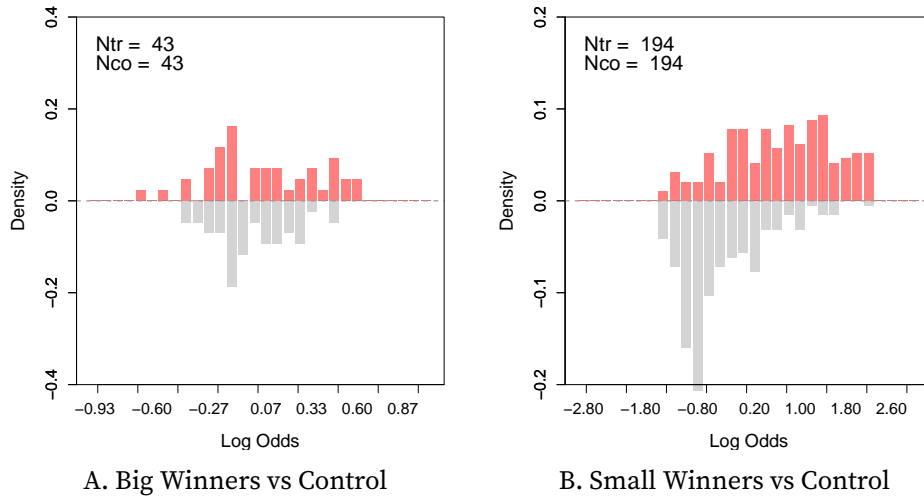 Ntr = 43
Nco = 43
Density
0.4
0.2
0.0
−0.2
−0.4
−0.93 −0.60 −0.27 0.07 0.33 0.60 0.87
Log Odds
A. Big Winners vs Control
Ntr = 194
Nco = 194
Density
0.2
0.1
0.0
−0.1
−0.2
−2.80 −1.80 −0.80 0.20 1.00 1.80 2.60
Log Odds
B. Small Winners vs Control